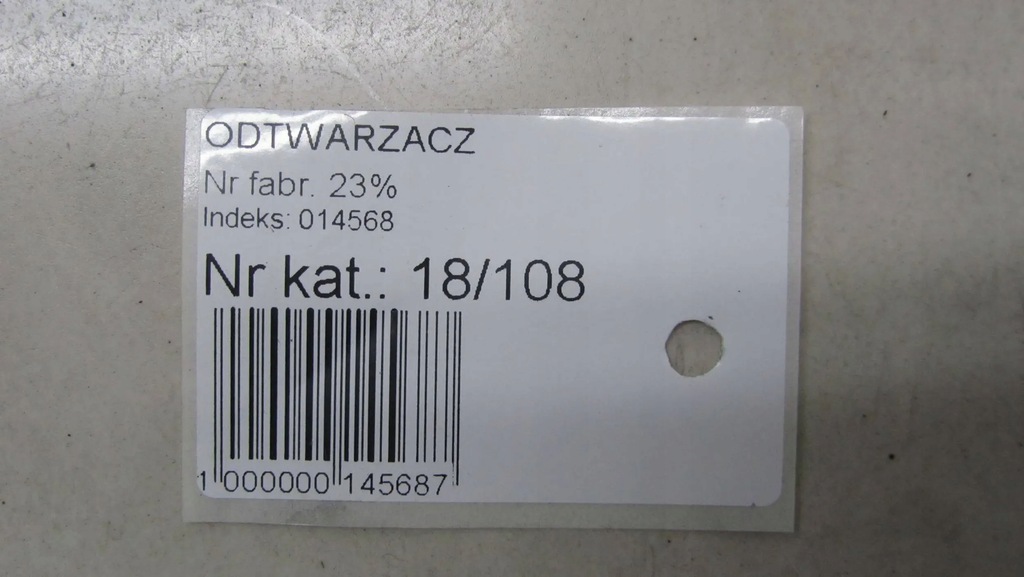 ODTWARZACZ
Nr fabr. 23%
Indeks: 014568
Nr kat.: 18/108
1 000000 145687